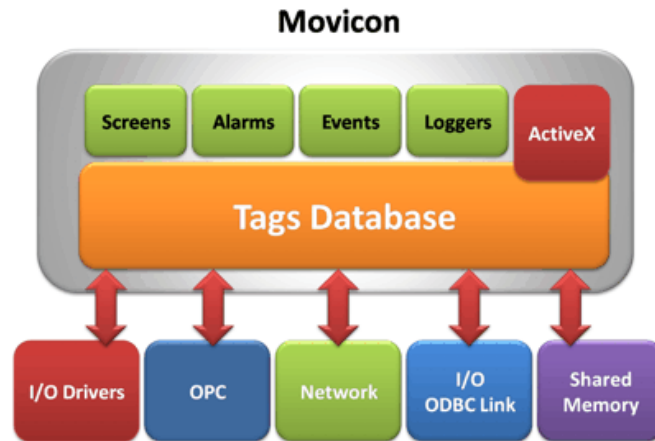 Movicon
Screens
Alarms
Events
Loggers
ActiveX
Tags Database
I/O Drivers
OPC
Network
I/O
ODBC Link
Shared
Memory